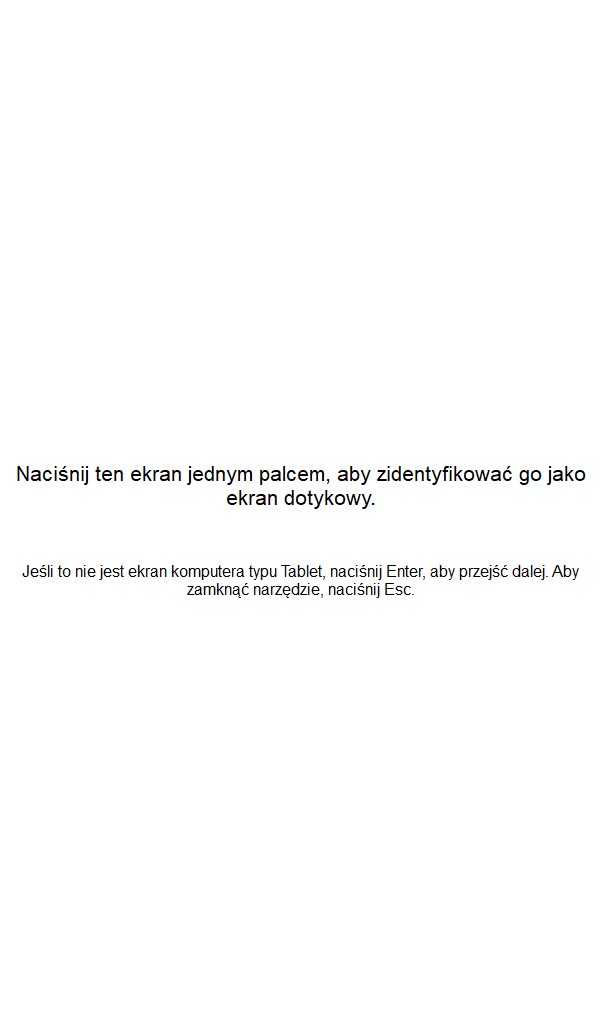 Naciśnij ten ekran jednym palcem, aby zidentyfikować go jako
ekran dotykowy.
Jeśli to nie jest ekran komputera typu Tablet, naciśnij Enter, aby przejść dalej. Aby
zamknąć narzędzie, naciśnij Esc.